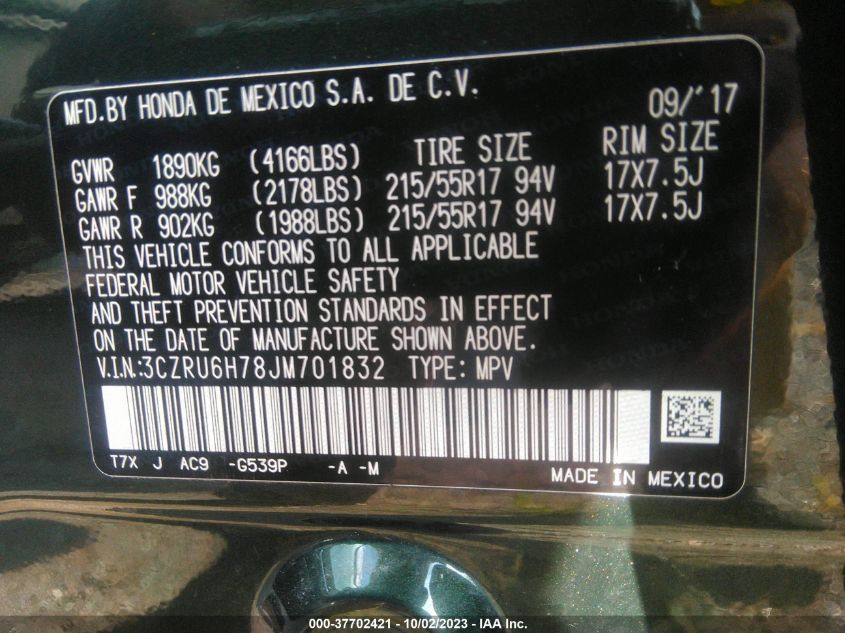 MFD.BY HONDA DE MEXICO S.A. DE C.V. 09/'17
GVWR 1890KG (4166LBS) TIRE SIZE RIM SIZE
GAWR F 988KG (2178LBS) 215/55R17 94V 17X7.5J
GAWR R 902KG (1988LBS) 215/55R17 94V 17X7.5J
THIS VEHICLE CONFORMS TO ALL APPLICABLE
FEDERAL MOTOR VEHICLE SAFETY
AND THEFT PREVENTION STANDARDS IN EFFECT
ON THE DATE OF MANUFACTURE SHOWN ABOVE.
V.I.N.:3CZRU6H78JM701832 TYPE: MPV
T7X J AC9 -G539P -A -M
MADE IN MEXICO
000-37702421 - 10/02/2023 - IAA Inc.